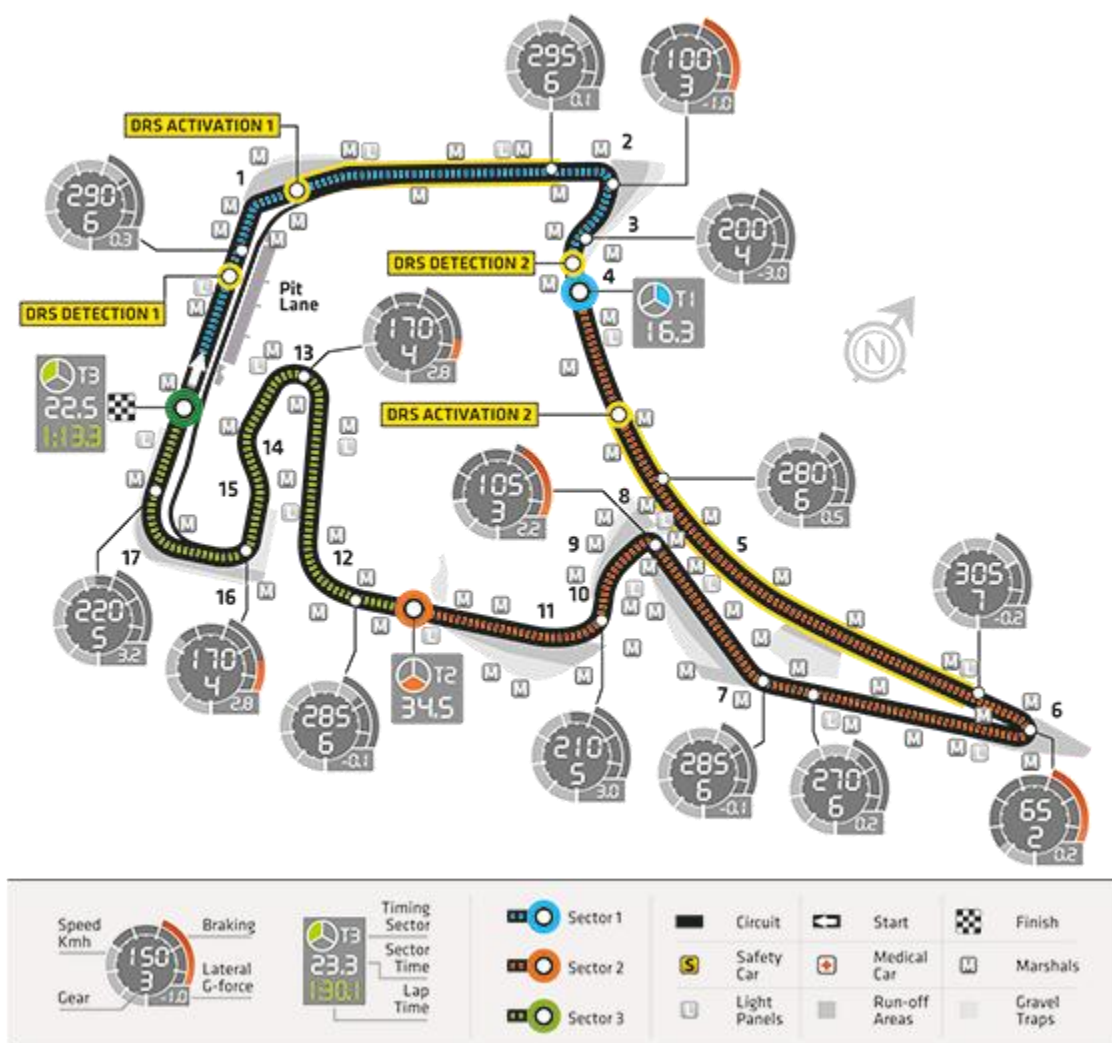 295
6
0.1
100
3
-1.0
DRS ACTIVATION 1
2
1
290
6
0.3
3
200
4
-3.0
DRS DETECTION 2
4
T1
16.3
DRS DETECTION 1
Pit
Lane
170
4
2.8
N
13
T3
22.5
1:13.3
DRS ACTIVATION 2
14
105
3
2.2
280
6
0.5
15
8
9
5
17
12
10
305
7
-0.2
16
11
220
5
3.2
170
4
2.8
T2
34.5
7
6
285
6
-0.1
210
5
3.0
285
6
-0.1
270
6
0.2
65
2
0.2
Speed
Kmh
Gear
150
3
-1.0
Braking
Lateral
G-force
T3
23.3
1:30.1
Timing
Sector
Sector
Time
Lap
Time
Sector 1
Sector 2
Sector 3
Circuit
Start
Finish
S
Safety
Car
Medical
Car
M
Marshals
L
Light
Panels
Run-off
Areas
Gravel
Traps